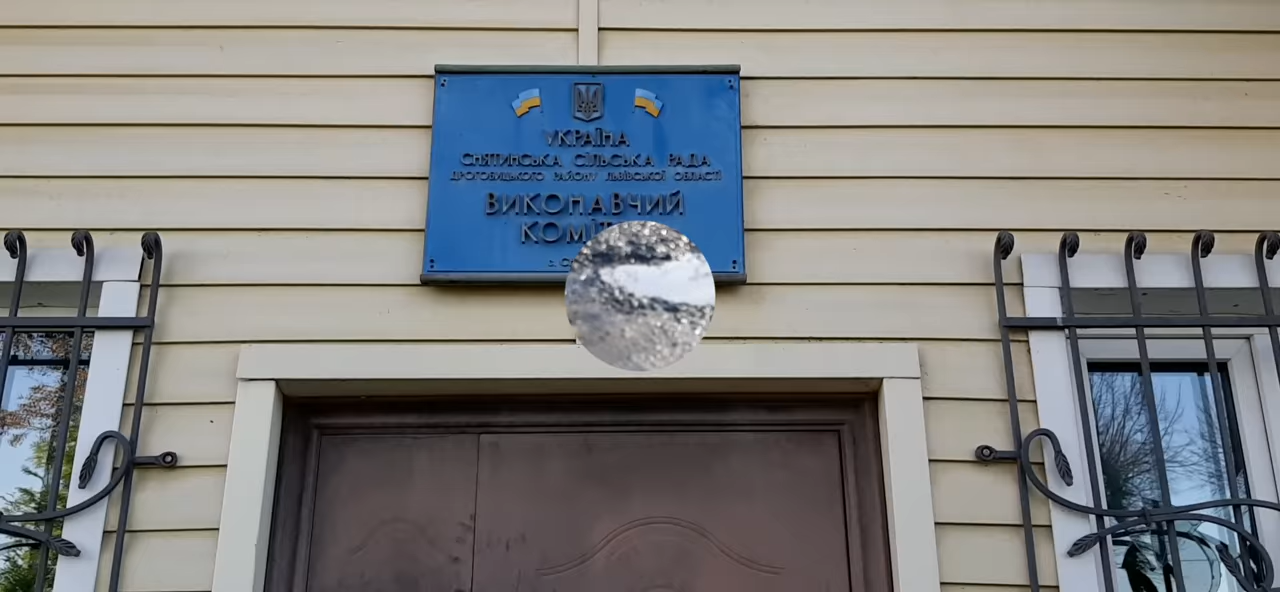 УКРАЇНА
СНЯТИНСЬКА СІЛЬСЬКА РАДА
ДРОГОБИЦЬКОГО РАЙОНУ ЛЬВІВСЬКОЇ ОБЛАСТІ
ВИКОНАВЧИЙ